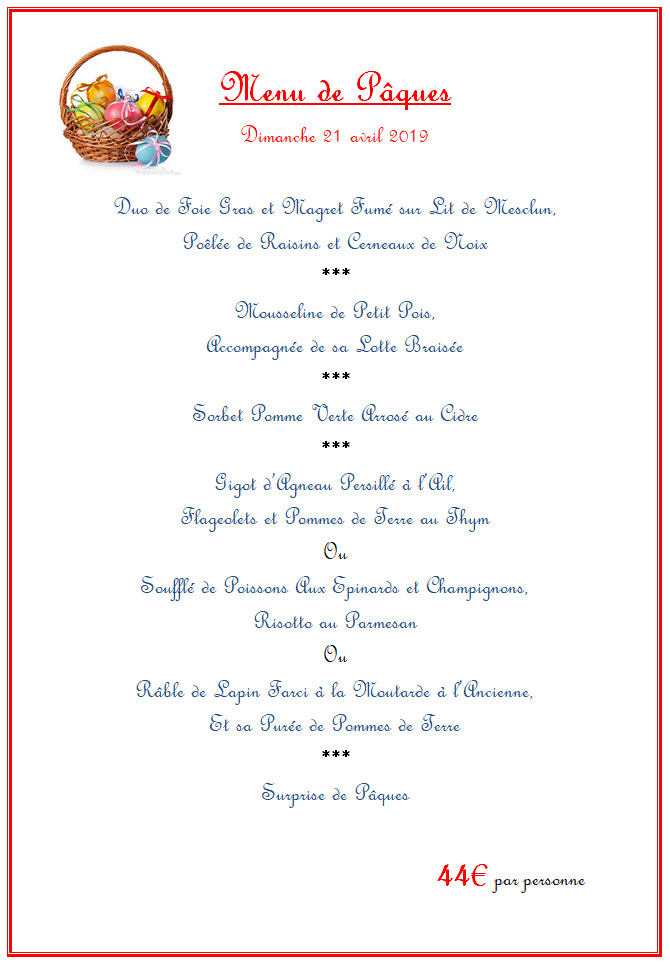 Menu de Pâques
Dimanche 21 avril 2019
Duo de Foie Gras et Magret Fumé sur Lit de Mesclun,
Poêlée de Raisins et Cerneaux de Noix
***
Mousseline de Petit Pois,
Accompagnée de sa Lotte Braisée
***
Sorbet Pomme Verte Arrosé au Cidre
***
Gigot d'Agneau Persillé à l'Ail,
Flageolets et Pommes de Terre au Thym
Ou
Soufflé de Poissons Aux Epinards et Champignons,
Risotto au Parmesan
Ou
Râble de Lapin Farci à la Moutarde à l'Ancienne,
Et sa Purée de Pommes de Terre
***
Surprise de Pâques
44€ par personne